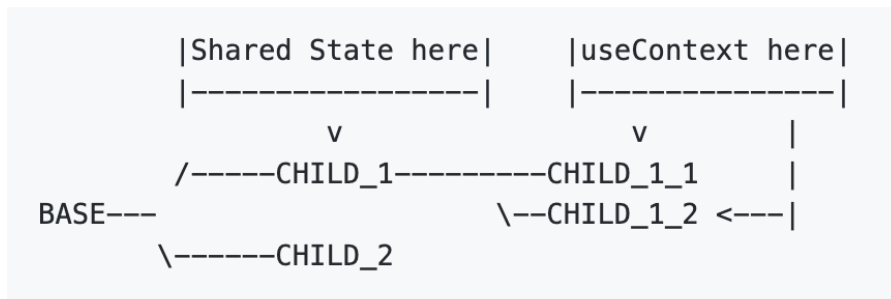 |Shared State here|    |useContext here|
|-----------------|    |---------------|
v                 v        |
/-----CHILD_1---------CHILD_1_1     |
BASE---                    \--CHILD_1_2 <---|
\------CHILD_2